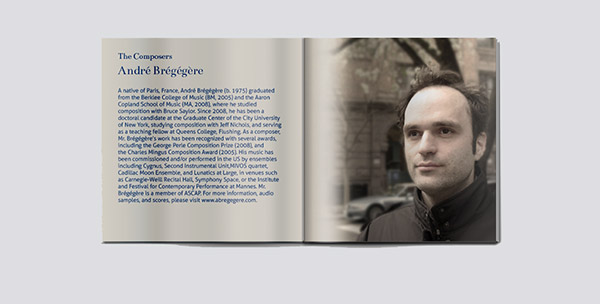 The Composers
André Brégégère
A native of Paris, France, André Brégégère (b. 1975) graduated
from the Berklee College of Music (BM, 2005) and the Aaron
Copland School of Music (MA, 2008), where he studied
composition with Bruce Saylor. Since 2008, he has been a
doctoral candidate at the Graduate Center of the City University
of New York, studying composition with Jeff Nichols, and serving
as a teaching fellow at Queens College, Flushing. As a composer,
Mr. Brégégère's work has been recognized with several awards,
including the George Perle Composition Prize (2008), and
the Charles Mingus Composition Award (2005). His music has
been commissioned and/or performed in the US by ensembles
including Cygnus, Second Instrumental Unit,MIVOS quartet,
Cadillac Moon Ensemble, and Lunatics at Large, in venues such
as Carnegie-Weill Recital Hall, Symphony Space, or the Institute
and Festival for Contemporary Performance at Mannes. Mr.
Brégégère is a member of ASCAP. For more information, audio
samples, and scores, please visit www.abregegere.com.